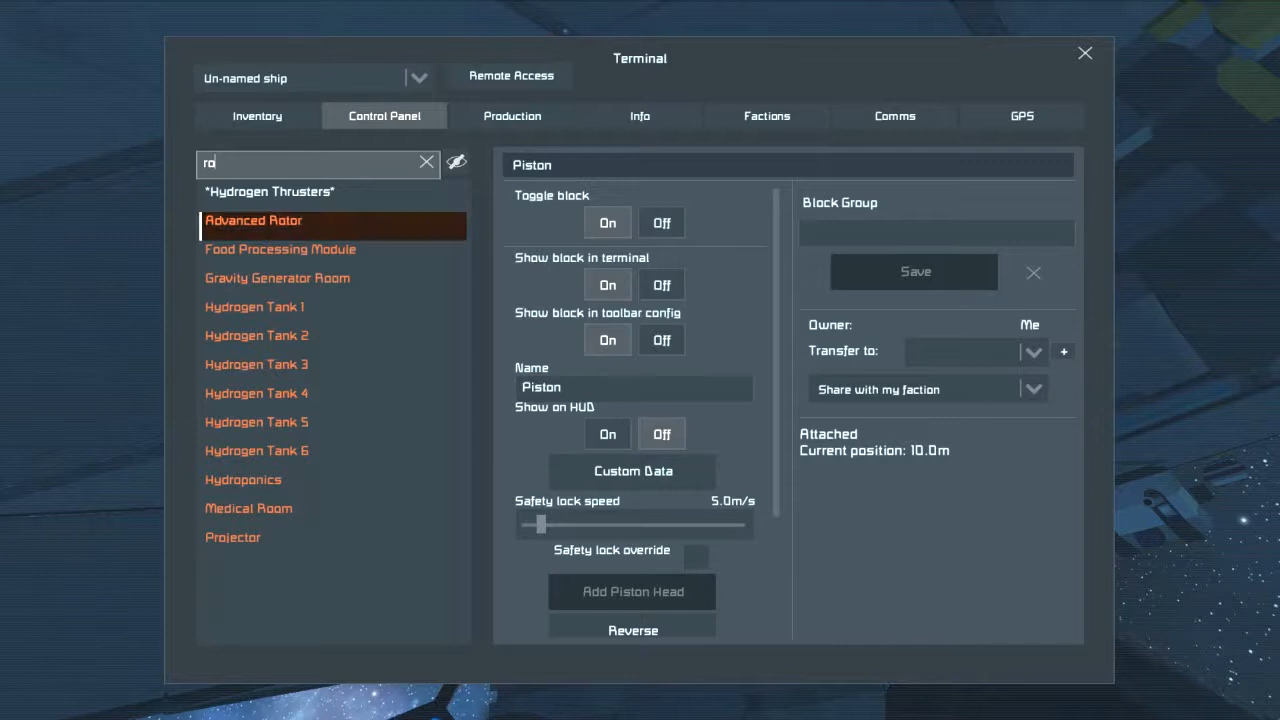 Terminal
Un-named ship
Remote Access
Inventory
Control Panel
Production
Info
Factions
Comms
GPS
ro
*Hydrogen Thrusters*
Advanced Rotor
Food Processing Module
Gravity Generator Room
Hydrogen Tank 1
Hydrogen Tank 2
Hydrogen Tank 3
Hydrogen Tank 4
Hydrogen Tank 5
Hydrogen Tank 6
Hydroponics
Medical Room
Projector
Piston
Toggle block
On Off
Show block in terminal
On Off
Show block in toolbar config
On Off
Name
Piston
Show on HUD
On Off
Custom Data
Safety lock speed 5.0m/s
Safety lock override
Add Piston Head
Reverse
Block Group
Save
Owner: Me
Transfer to:
+
Share with my faction
Attached
Current position: 10.0m